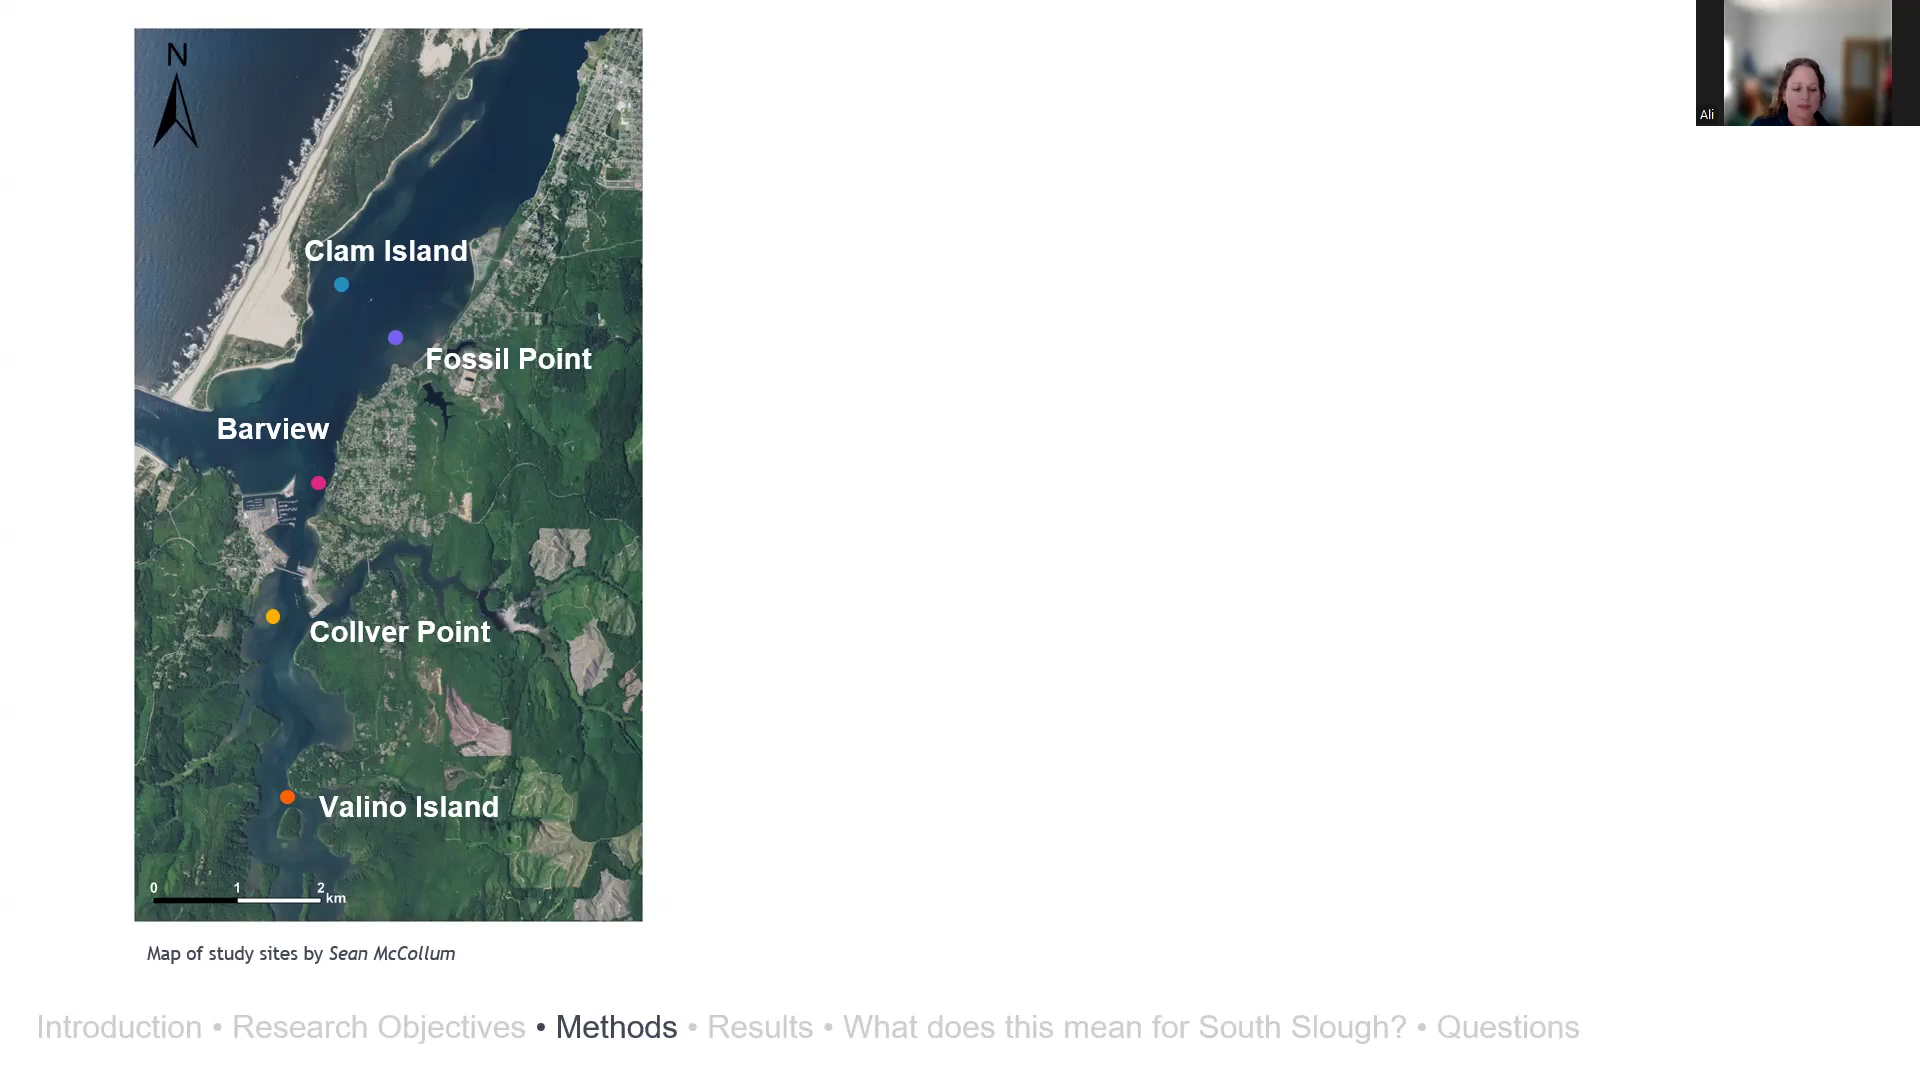 N
Ali
Clam Island
Fossil Point
Barview
Collver Point
Valino Island
0 1 2 km
Map of study sites by Sean McCollum
Introduction • Research Objectives • Methods • Results • What does this mean for South Slough? • Questions